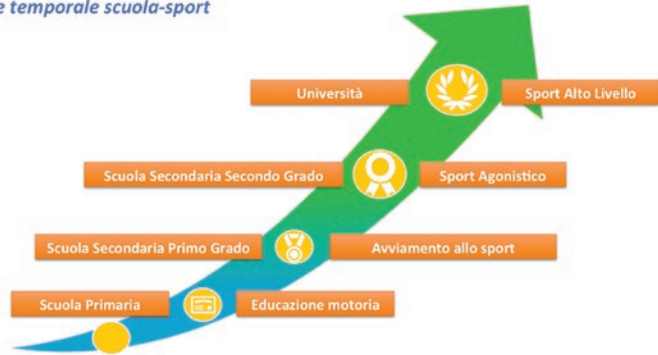 e temporale scuola-sport
Università
Sport Alto Livello
Scuola Secondaria Secondo Grado
Sport Agonistico
Scuola Secondaria Primo Grado
Avviamento allo sport
Scuola Primaria
Educazione motoria